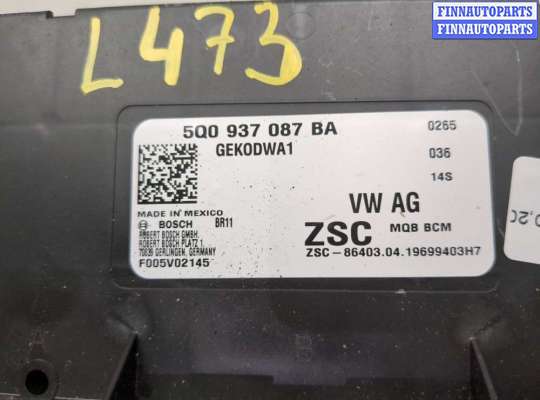 FINNAUTOPARTS
FINNAUTOPARTS
L473
5Q0 937 087 BA
0265
GEKODWA1
036
14S
VW AG
MADE IN MEXICO
BOSCH
BR11
ROBERT BOSCH GMBH,
ROBERT BOSCH PLATZ 1
70839 GERLINGEN, GERMANY
F005V02145
ZSC
MQB BCM
ZSC-86403.04.19699403H7